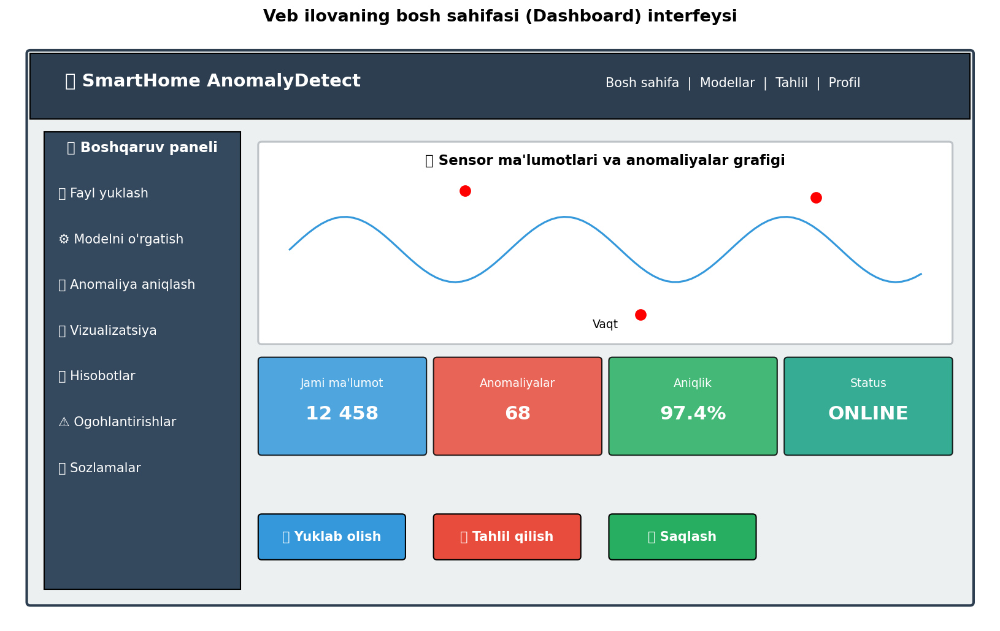 Veb ilovaning bosh sahifasi (Dashboard) interfeysi
SmartHome AnomalyDetect
Bosh sahifa | Modellar | Tahlil | Profil
Boshqaruv paneli
Fayl yuklash
⚙ Modelni o'rgatish
Anomaliya aniqlash
Vizualizatsiya
Hisobotlar
⚠ Ogohlantirishlar
Sozlamalar
Sensor ma'lumotlari va anomaliyalar grafigi
Vaqt
Jami ma'lumot
12 458
Anomaliyalar
68
Aniqlik
97.4%
Status
ONLINE
Yuklab olish
Tahlil qilish
Saqlash